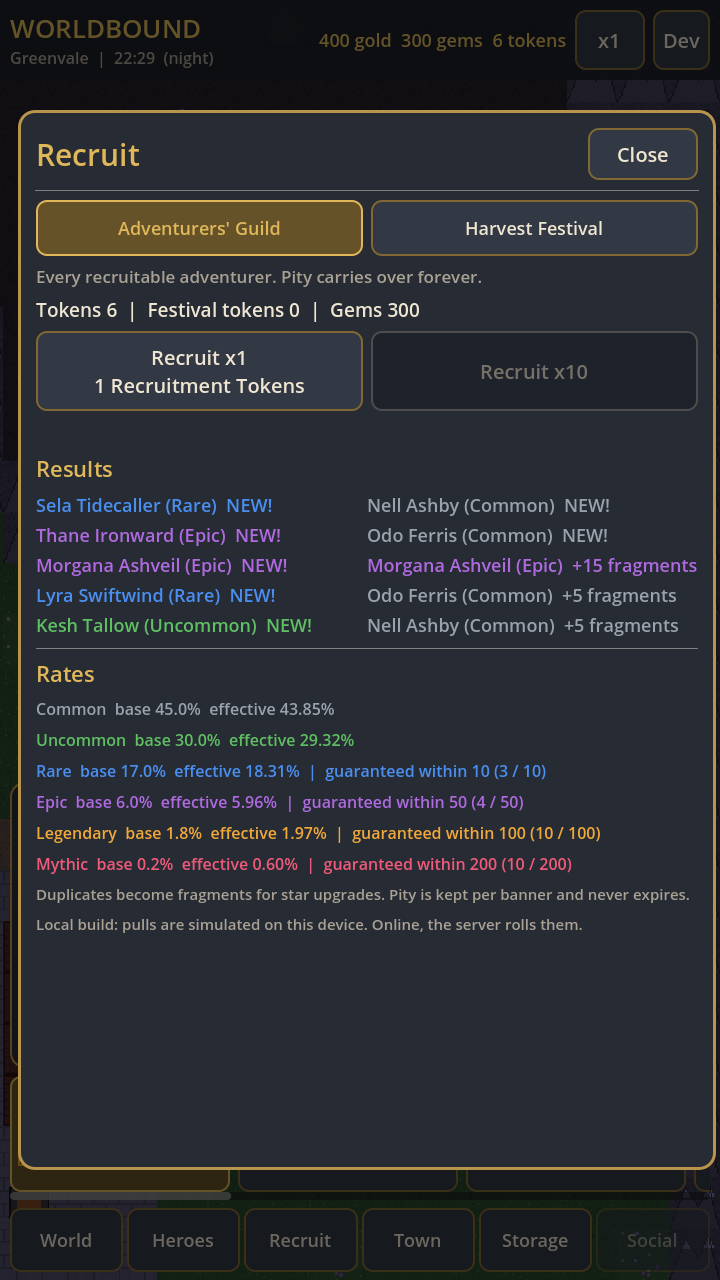 WORLDBOUND
Greenvale | 22:29 (night)
400 gold 300 gems 6 tokens
x1
Dev
Recruit
Close
Adventurers' Guild
Harvest Festival
Every recruitable adventurer. Pity carries over forever.
Tokens 6 | Festival tokens 0 | Gems 300
Recruit x1
1 Recruitment Tokens
Recruit x10
Results
Sela Tidecaller (Rare) NEW!
Nell Ashby (Common) NEW!
Thane Ironward (Epic) NEW!
Odo Ferris (Common) NEW!
Morgana Ashveil (Epic) NEW!
Morgana Ashveil (Epic) +15 fragments
Lyra Swiftwind (Rare) NEW!
Odo Ferris (Common) +5 fragments
Kesh Tallow (Uncommon) NEW!
Nell Ashby (Common) +5 fragments
Rates
Common base 45.0% effective 43.85%
Uncommon base 30.0% effective 29.32%
Rare base 17.0% effective 18.31% | guaranteed within 10 (3 / 10)
Epic base 6.0% effective 5.96% | guaranteed within 50 (4 / 50)
Legendary base 1.8% effective 1.97% | guaranteed within 100 (10 / 100)
Mythic base 0.2% effective 0.60% | guaranteed within 200 (10 / 200)
Duplicates become fragments for star upgrades. Pity is kept per banner and never expires.
Local build: pulls are simulated on this device. Online, the server rolls them.
World
Heroes
Recruit
Town
Storage
Social